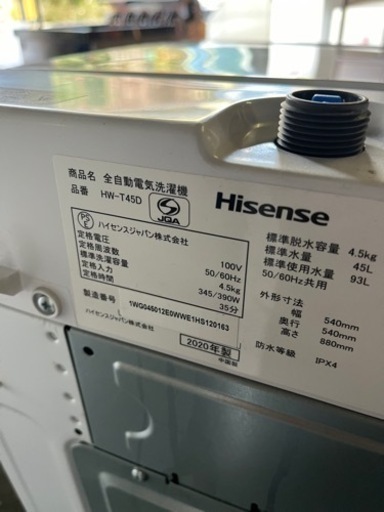 商品名 全自動電気洗濯機
品番 HW-T45D
JQA
Hisense
PSE
ハイセンスジャパン株式会社
定格電圧 100V
定格周波数 50/60Hz
定格洗濯容量 4.5kg
定格入力 345/390W
定格時間 35分
製造番号 1WG045012E0WWE1HS120163
ハイセンスジャパン株式会社
2020年製
中国製
標準脱水容量 4.5kg
標準水量 45L
標準使用水量 93L
50/60Hz共用
外形寸法
幅 540mm
奥行 540mm
高さ 880mm
防水等級 IPX4